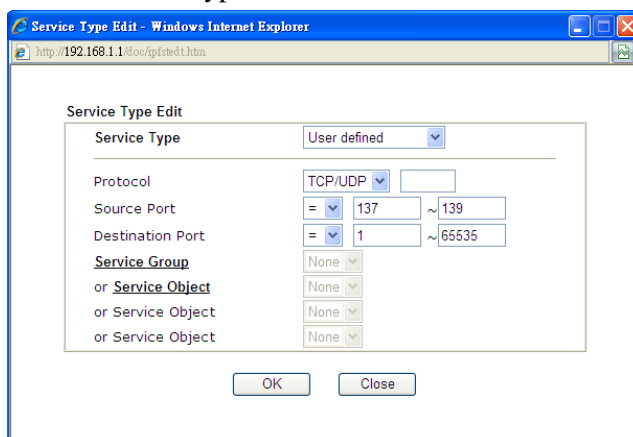 Service Type Edit - Windows Internet Explorer
http://192.168.1.1/doc/ipfstedt.htm
Service Type Edit
Service Type User defined
Protocol TCP/UDP
Source Port = 137 ~ 139
Destination Port = 1 ~ 65535
Service Group None
or Service Object None
or Service Object None
or Service Object None
OK Close